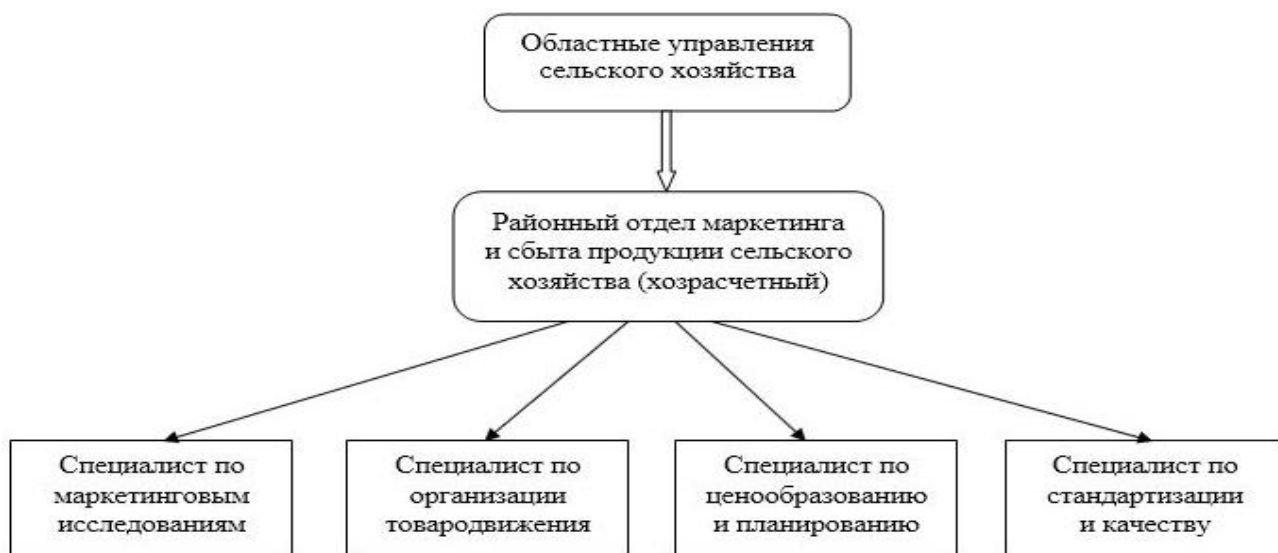 Областные управления
сельского хозяйства
Районный отдел маркетинга
и сбыта продукции сельского
хозяйства (хозрасчетный)
Специалист по
маркетинговым
исследованиям
Специалист по
организации
товародвижения
Специалист по
ценообразованию
и планированию
Специалист по
стандартизации
и качеству